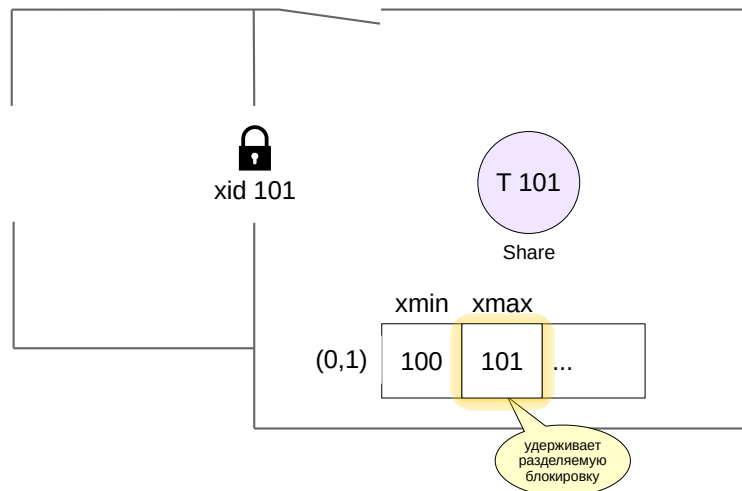 xid 101
T 101
Share
xmin xmax
(0,1) 100 101 ...
удерживает
разделяемую
блокировку